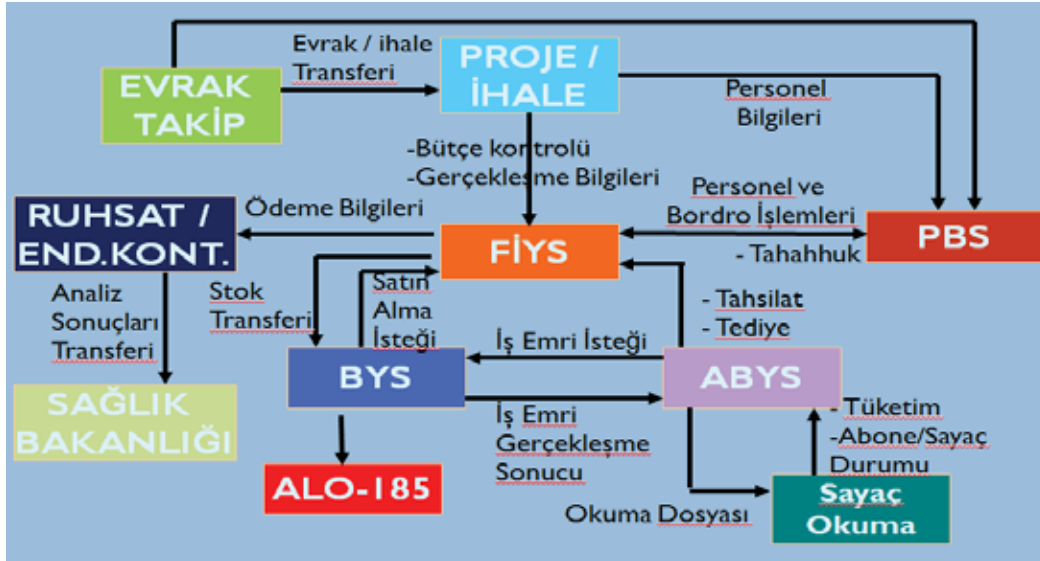 Evrak / ihale
Transferi
PROJE /
İHALE
EVRAK
TAKİP
Personel
Bilgileri
-Bütçe kontrolü
-Gerçekleşme Bilgileri
RUHSAT /
END.KONT.
Ödeme Bilgileri
FİYS
Personel ve
Bordro İşlemleri
- Tahahhuk
PBS
Analiz
Sonuçları
Transferi
Stok
Transferi
Satın
Alma
İsteği
- Tahsilat
- Tediye
BYS
İş Emri İsteği
ABYS
SAĞLIK
BAKANLIĞI
İş Emri
Gerçekleşme
Sonucu
- Tüketim
-Abone/Sayaç
Durumu
ALO-185
Okuma Dosyası
Sayaç
Okuma